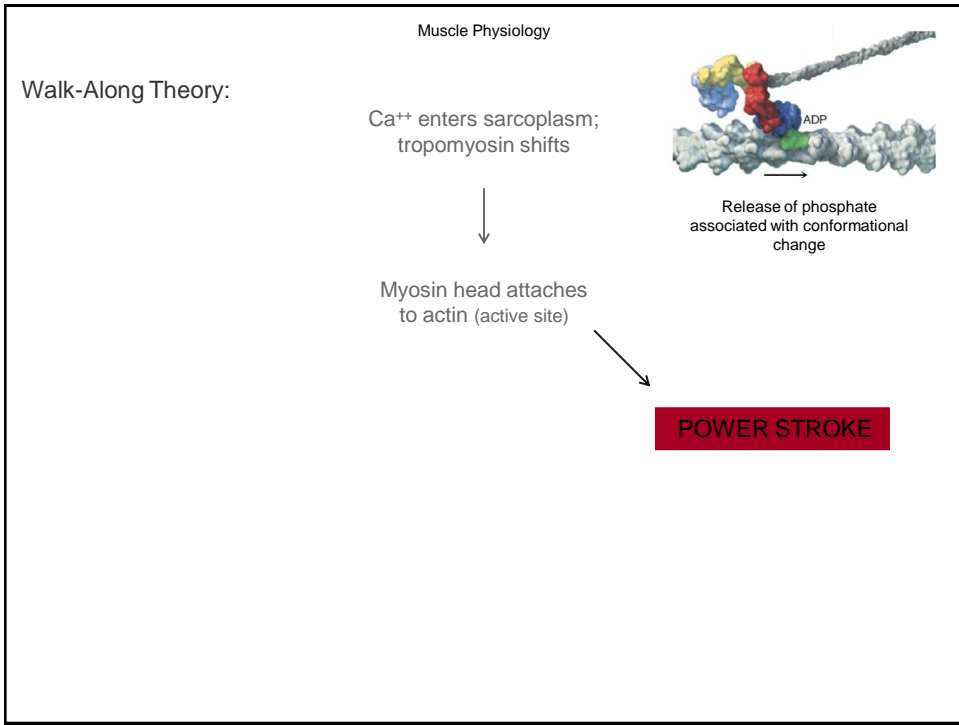 Muscle Physiology
Walk-Along Theory:
Ca⁺⁺ enters sarcoplasm;
tropomyosin shifts
ADP
Release of phosphate
associated with conformational
change
Myosin head attaches
to actin (active site)
POWER STROKE